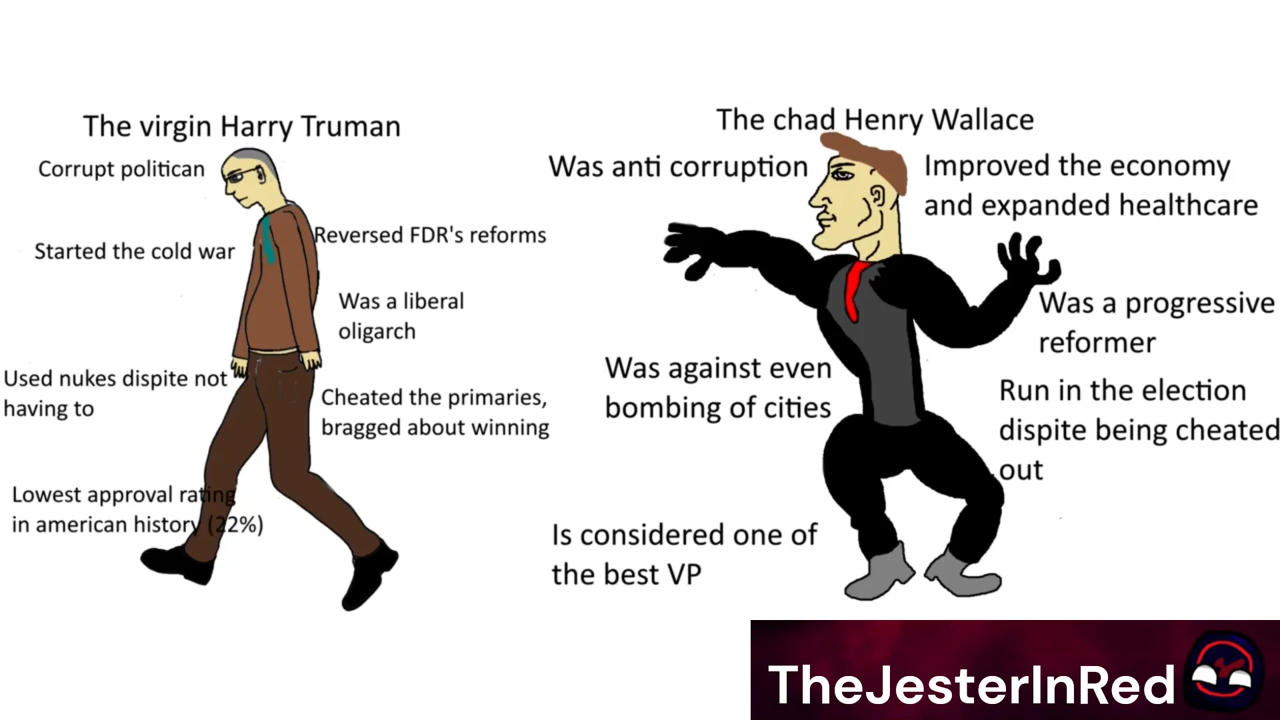 The virgin Harry Truman
Corrupt politican
Started the cold war
Reversed FDR's reforms
Was a liberal
oligarch
Used nukes dispite not
having to
Cheated the primaries,
bragged about winning
Lowest approval rating
in american history (22%)
The chad Henry Wallace
Was anti corruption
Improved the economy
and expanded healthcare
Was a progressive
reformer
Was against even
bombing of cities
Run in the election
dispite being cheated
out
Is considered one of
the best VP
TheJesterInRed